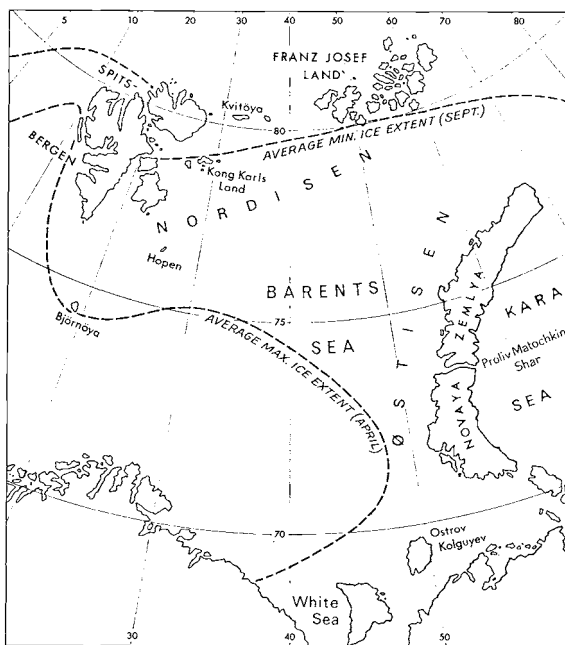 5 10 20 30 40 50 60 70 80
FRANZ JOSEF
LAND
SPITS-
BERGEN
Kvitöya
80
AVERAGE MIN. ICE EXTENT (SEPT.)
Kong Karls
Land
NORDISEN
Hopen
BARENTS
SEA
Björnöya
75
AVERAGE MAX. ICE EXTENT (APRIL)
ØSTISEN
NOVAYA ZEMLYA
KARA
SEA
Proliv Matochkin
Shar
70
Ostrov
Kolguyev
White
Sea
30 40 50